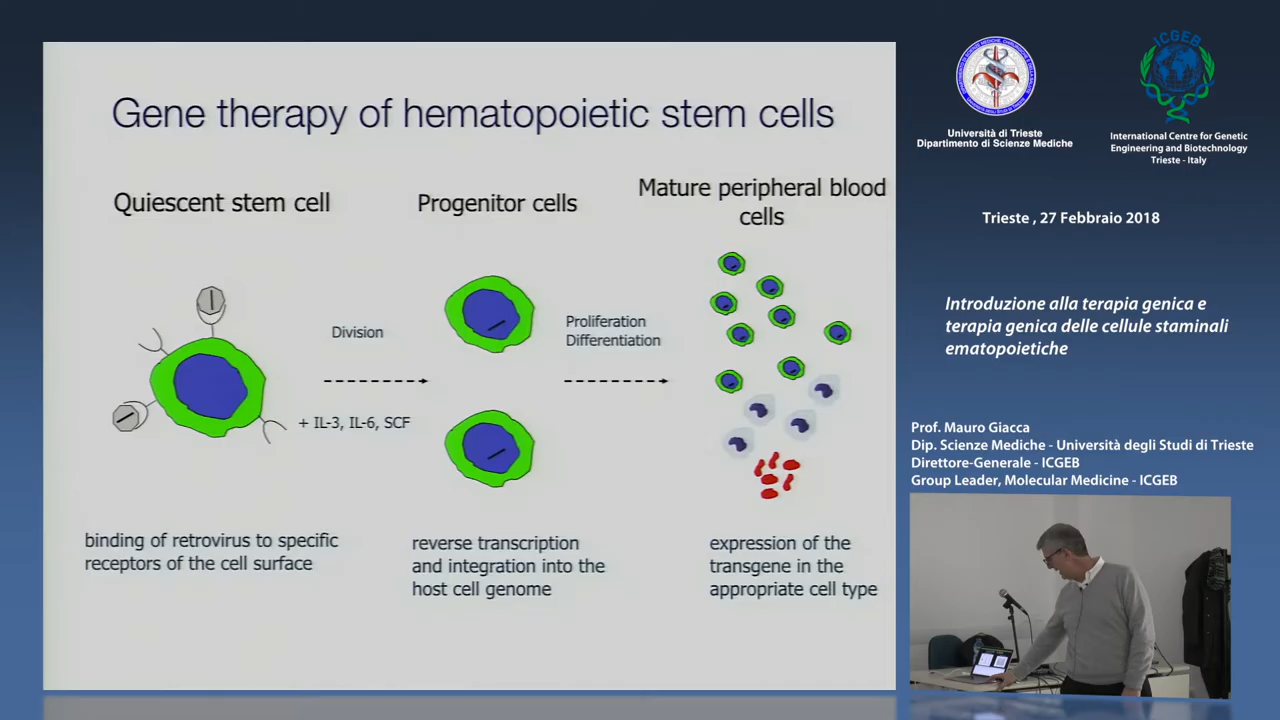 Gene therapy of hematopoietic stem cells
Quiescent stem cell
Progenitor cells
Mature peripheral blood
cells
Division
+ IL-3, IL-6, SCF
Proliferation
Differentiation
binding of retrovirus to specific
receptors of the cell surface
reverse transcription
and integration into the
host cell genome
expression of the
transgene in the
appropriate cell type
Università di Trieste
Dipartimento di Scienze Mediche
ICGEB
International Centre for Genetic
Engineering and Biotechnology
Trieste - Italy
Trieste , 27 Febbraio 2018
Introduzione alla terapia genica e
terapia genica delle cellule staminali
ematopoietiche
Prof. Mauro Giacca
Dip. Scienze Mediche - Università degli Studi di Trieste
Direttore-Generale - ICGEB
Group Leader, Molecular Medicine - ICGEB